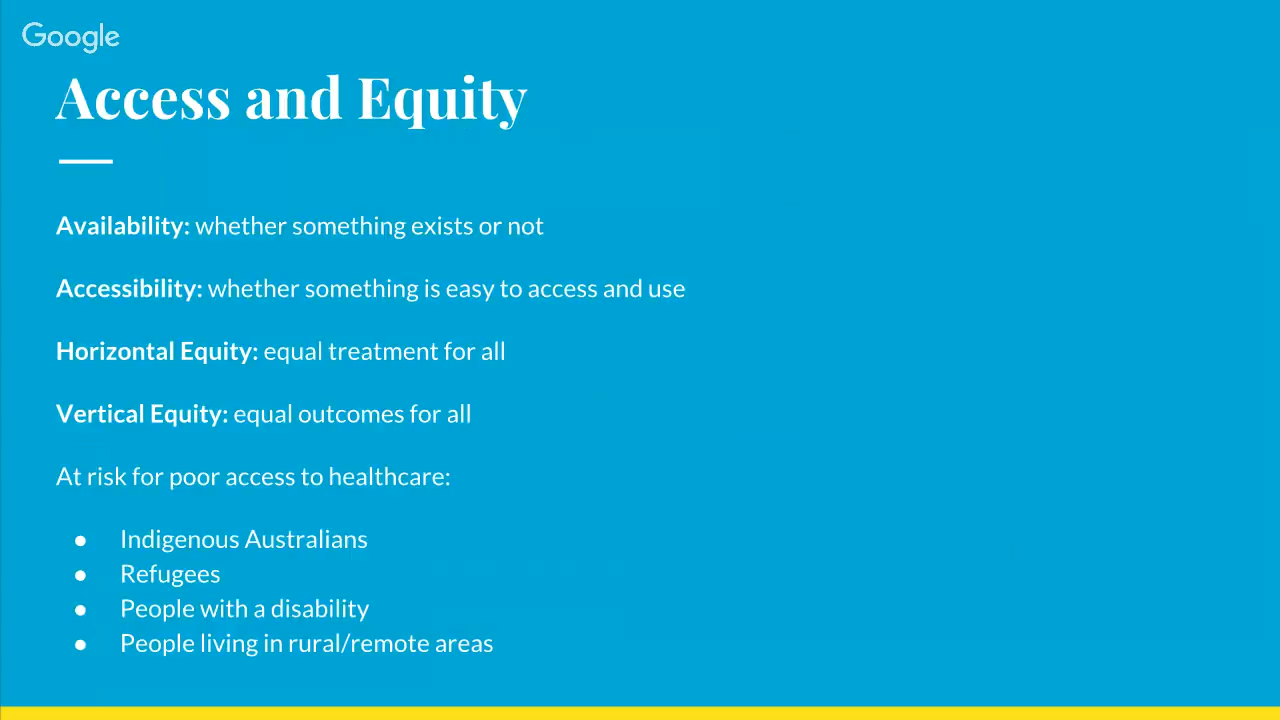 Google
Access and Equity
Availability: whether something exists or not
Accessibility: whether something is easy to access and use
Horizontal Equity: equal treatment for all
Vertical Equity: equal outcomes for all
At risk for poor access to healthcare:
● Indigenous Australians
● Refugees
● People with a disability
● People living in rural/remote areas